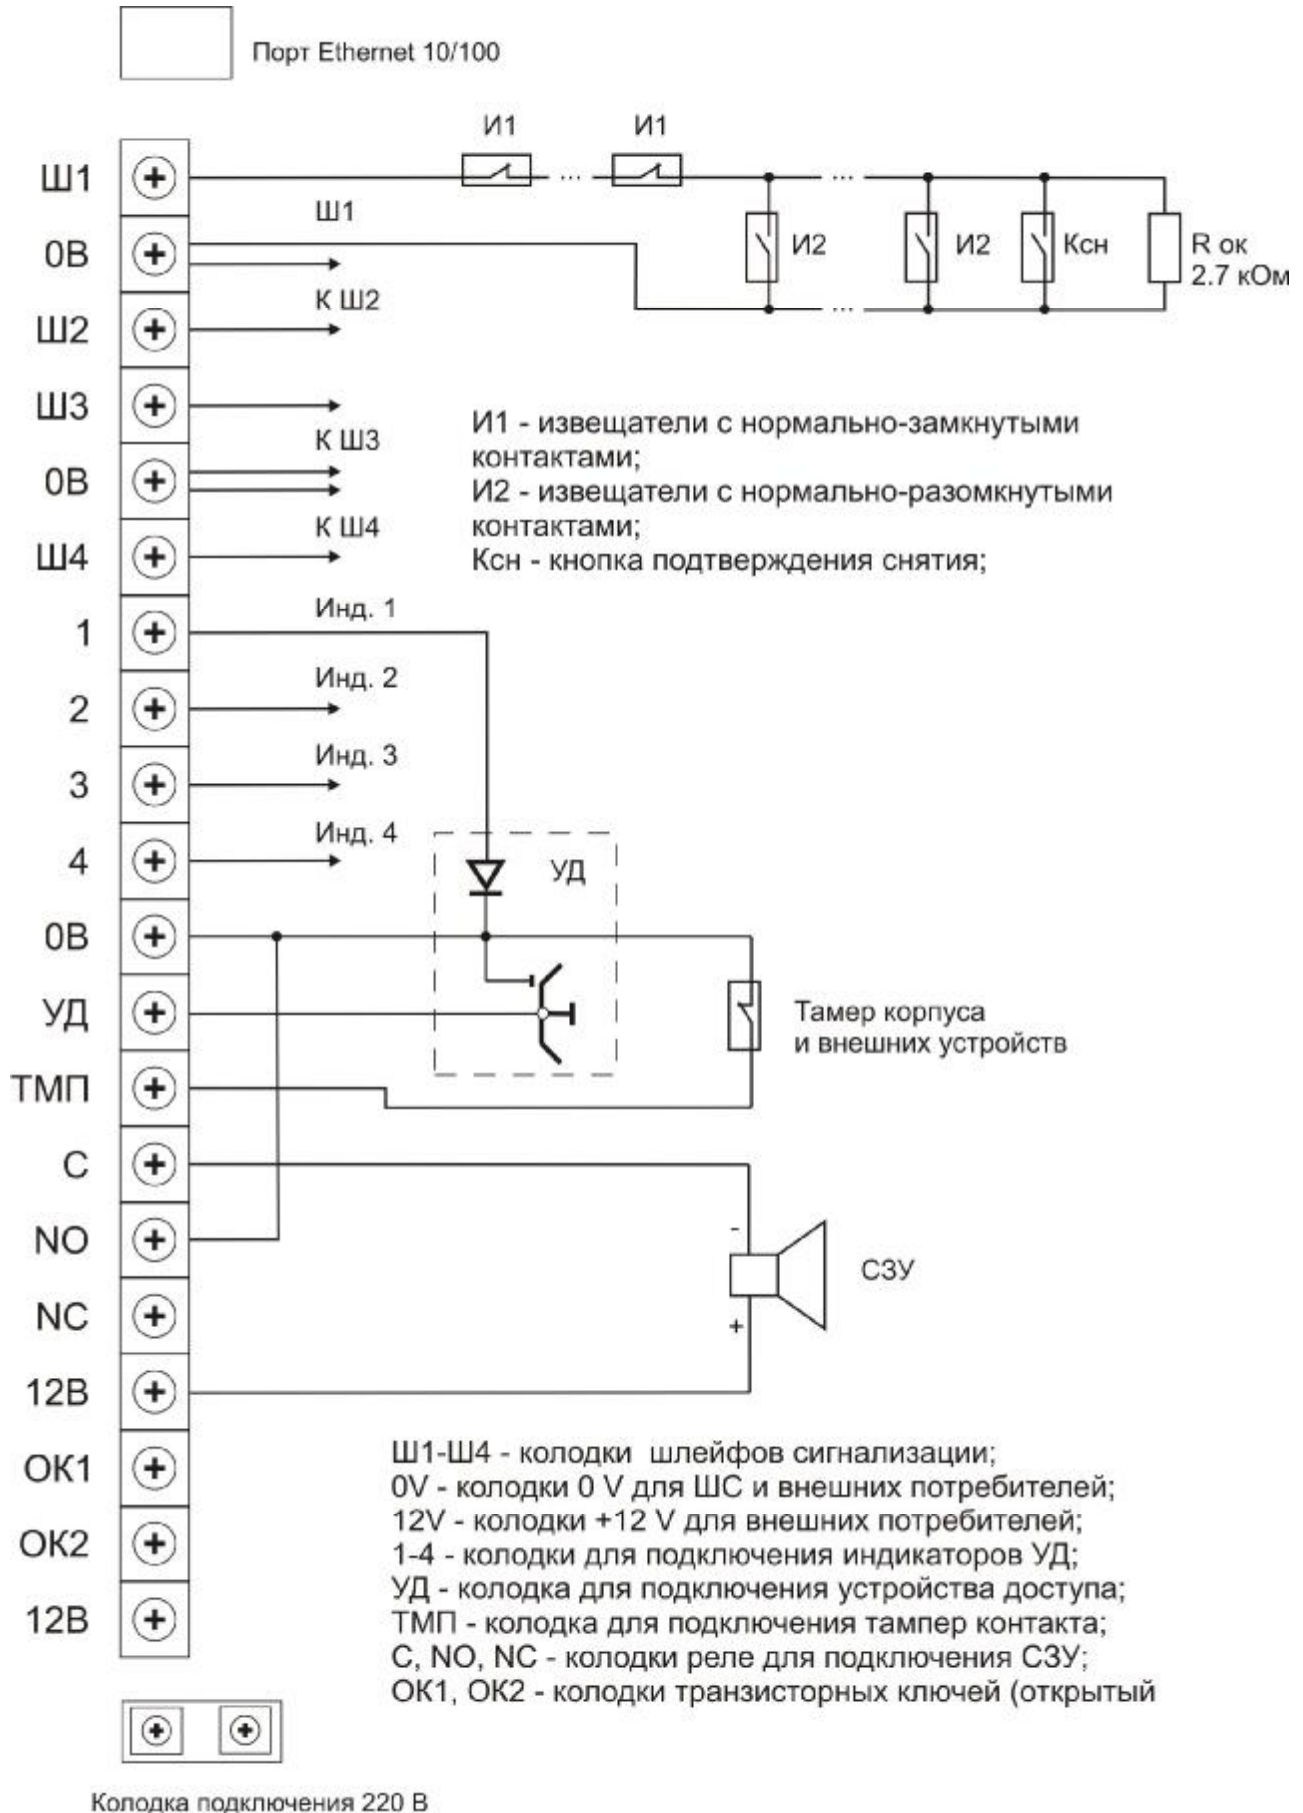 Порт Ethernet 10/100
И1 И1
Ш1
Ш1
0В
И2 И2 Ксн R ок
2.7 кОм
К Ш2
Ш2
Ш3
К Ш3
0В
К Ш4
Ш4
И1 - извещатели с нормально-замкнутыми
контактами;
И2 - извещатели с нормально-разомкнутыми
контактами;
Ксн - кнопка подтверждения снятия;
Инд. 1
1
Инд. 2
2
Инд. 3
3
Инд. 4
4
УД
0В
УД
Тамер корпуса
и внешних устройств
ТМП
C
NO
-
СЗУ
NC
+
12В
ОК1
ОК2
12В
Ш1-Ш4 - колодки шлейфов сигнализации;
0V - колодки 0 V для ШС и внешних потребителей;
12V - колодки +12 V для внешних потребителей;
1-4 - колодки для подключения индикаторов УД;
УД - колодка для подключения устройства доступа;
ТМП - колодка для подключения тампер контакта;
C, NO, NC - колодки реле для подключения СЗУ;
ОК1, ОК2 - колодки транзисторных ключей (открытый
Колодка подключения 220 В